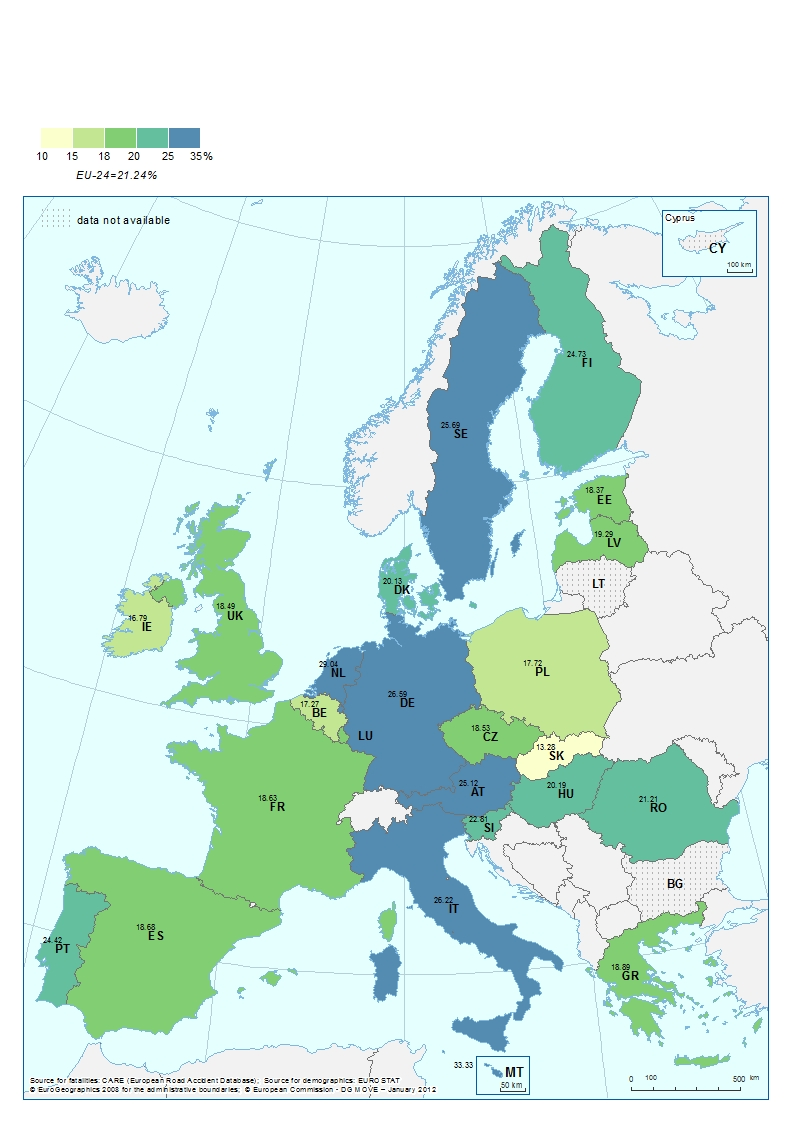 10 15 18 20 25 35%
EU-24=21.24%
data not available
Cyprus
CY
100 km
24.73
FI
25.69
SE
18.37
EE
19.29
LV
LT
20.13
DK
18.49
UK
16.79
IE
29.04
NL
26.59
DE
17.72
PL
17.27
BE
LU
18.53
CZ
13.28
SK
25.12
AT
20.19
HU
21.21
RO
18.63
FR
22.81
SI
BG
26.22
IT
18.68
ES
24.42
PT
18.89
GR
33.33
MT
50 km
0 100 500 km
Source for fatalities: CARE (European Road Accident Database); Source for demographics: EUROSTAT
© EuroGeographics 2008 for the administrative boundaries; © European Commission - DG MOVE – January 2012